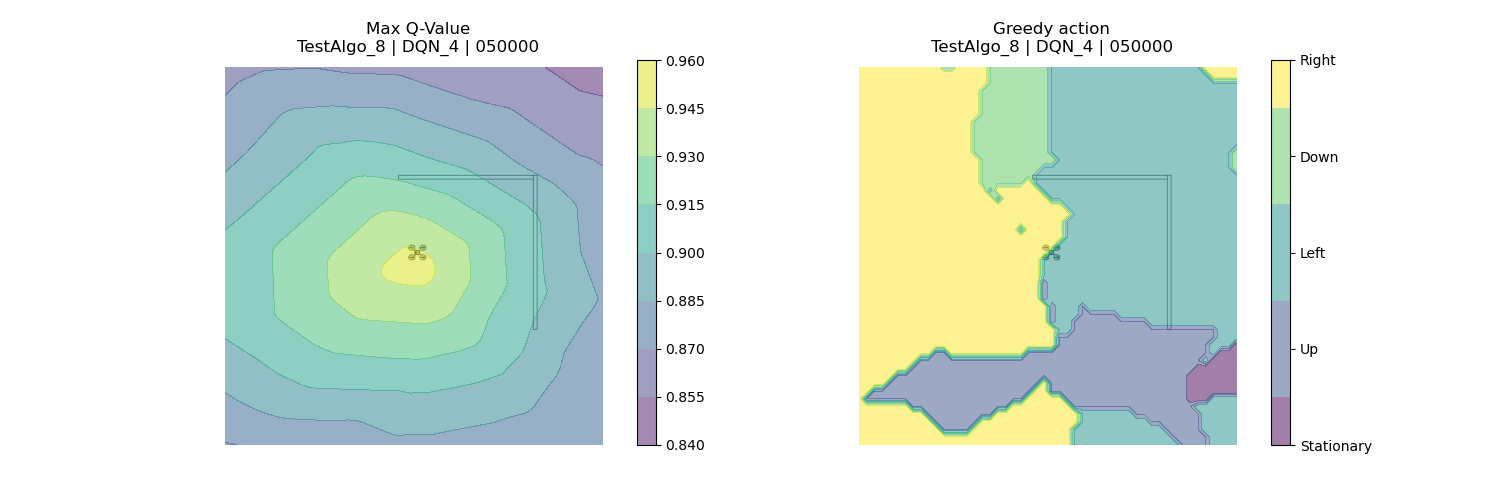 Max Q-Value
TestAlgo_8 | DQN_4 | 050000
0.960
0.945
0.930
0.915
0.900
0.885
0.870
0.855
0.840
Greedy action
TestAlgo_8 | DQN_4 | 050000
Right
Down
Left
Up
Stationary